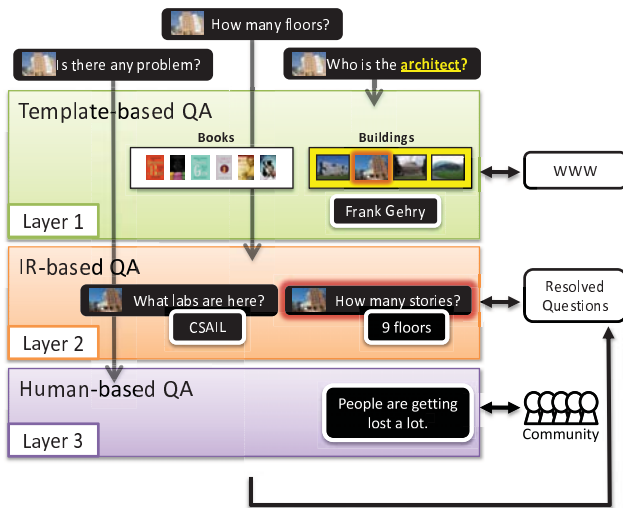 How many floors?
Is there any problem?
Who is the architect?
Template-based QA
Books
Buildings
WWW
Frank Gehry
Layer 1
IR-based QA
What labs are here?
How many stories?
Resolved
Questions
CSAIL
9 floors
Layer 2
Human-based QA
People are getting
lost a lot.
Community
Layer 3